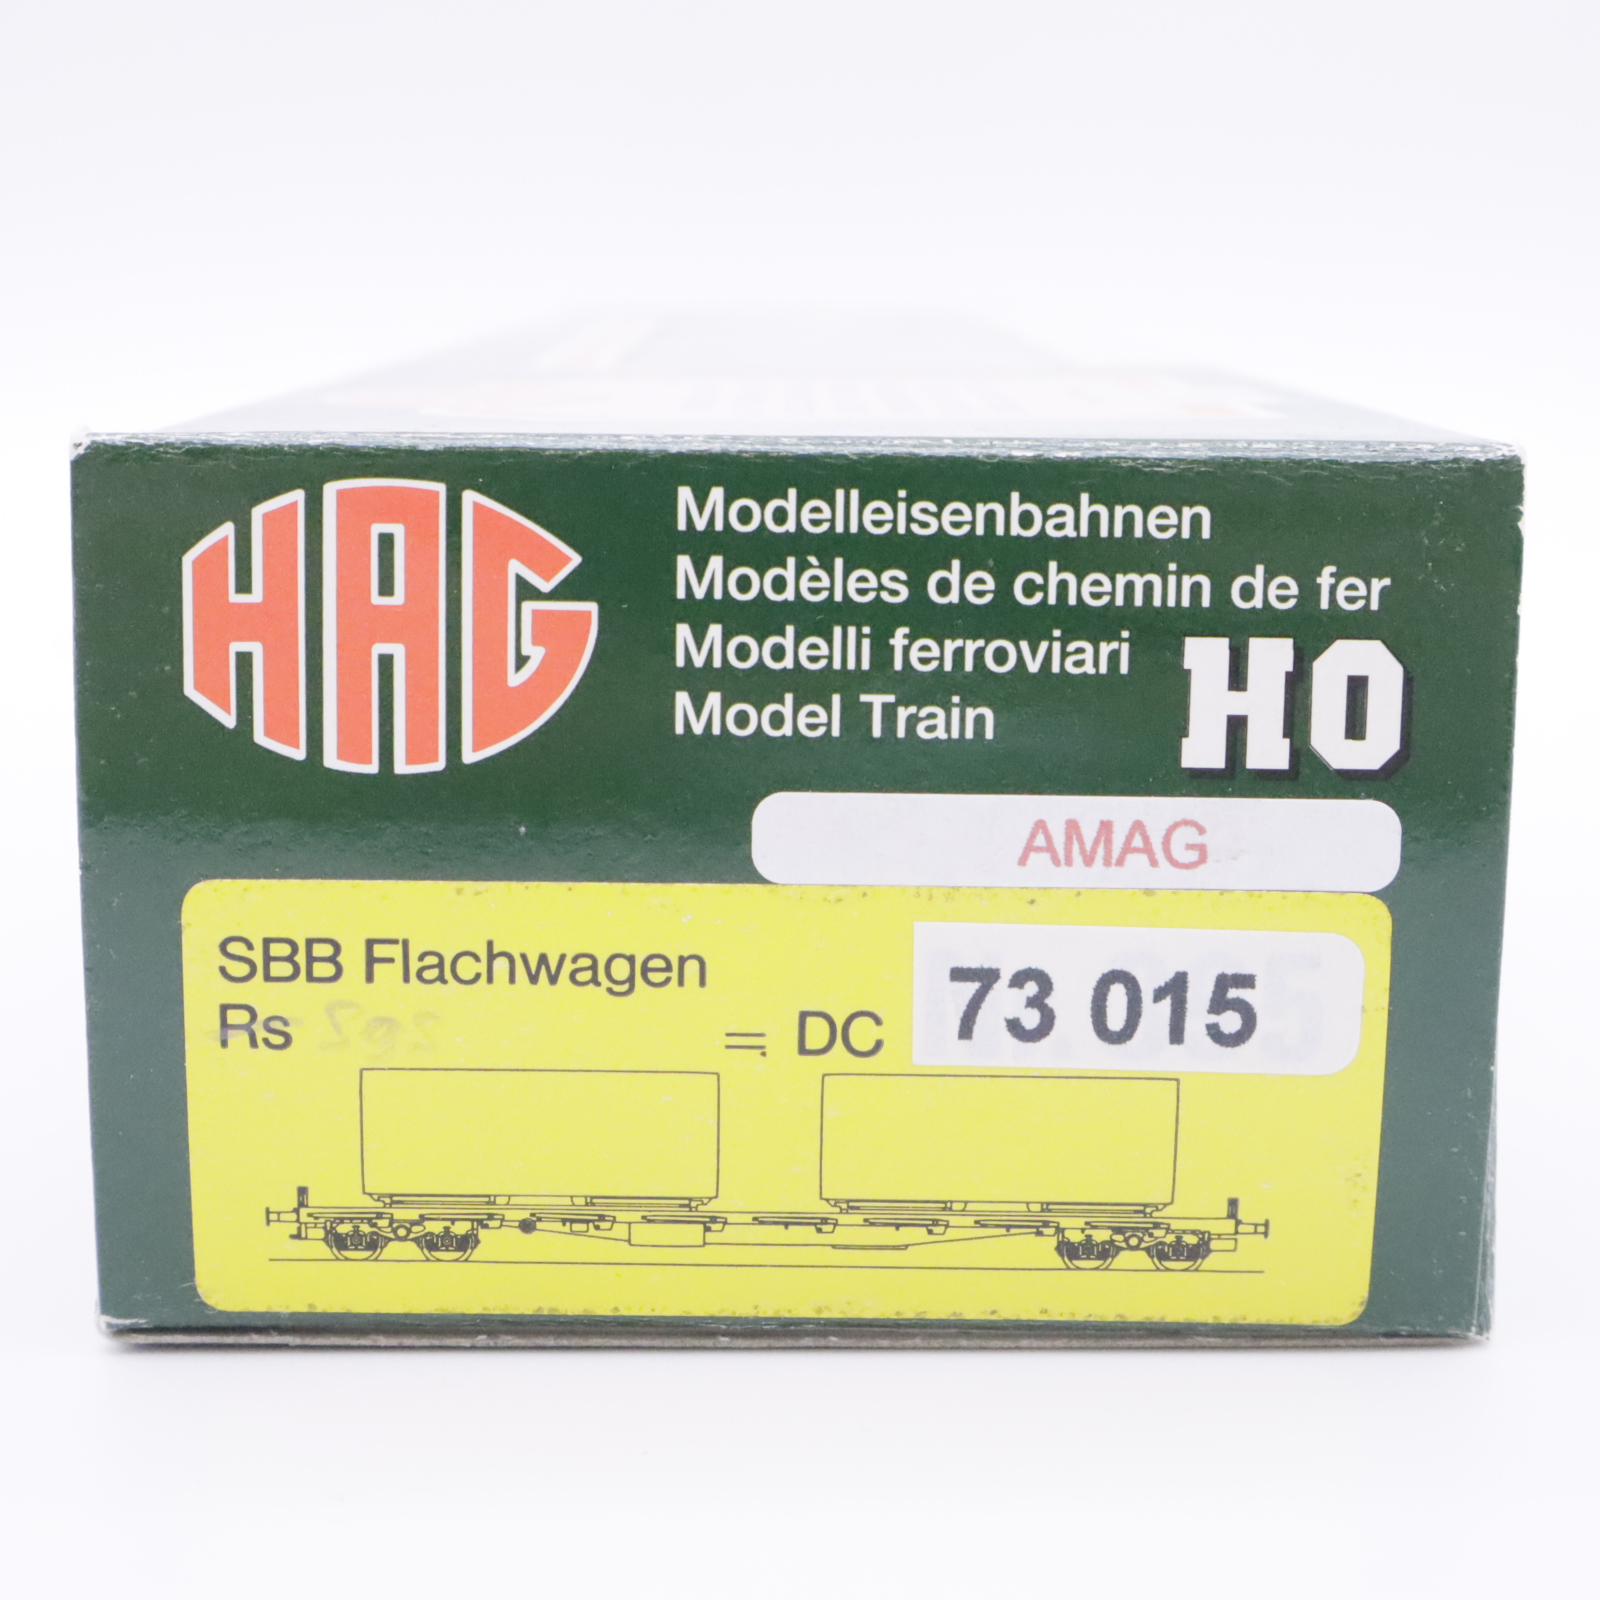 HAG
Modelleisenbahnen
Modèles de chemin de fer
Modelli ferroviari
Model Train
HO
AMAG
SBB Flachwagen
Rs
= DC
73 015